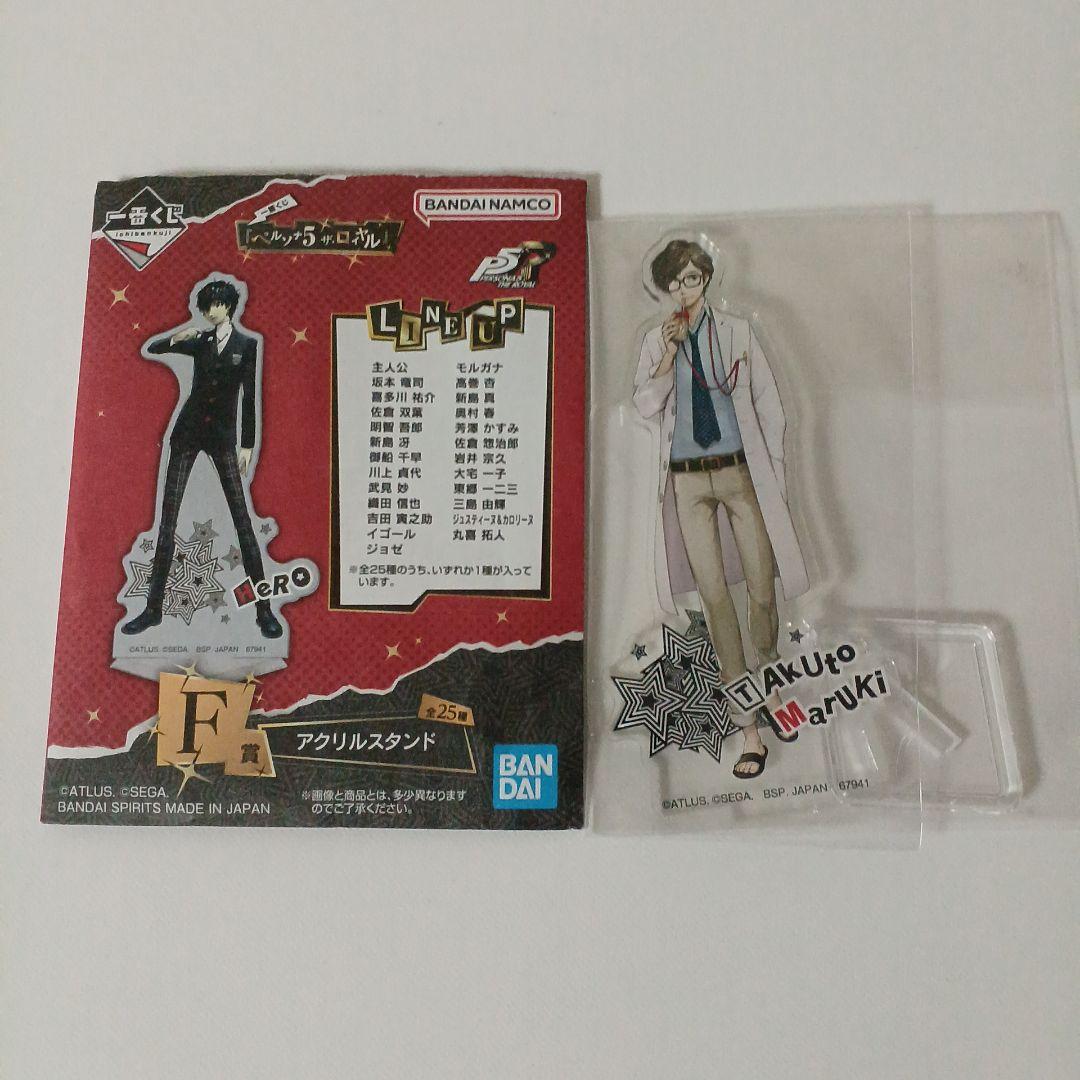 一番くじ
ichibankuji
一番くじ
「ペルソナ5 ザ・ロイヤル」
BANDAI NAMCO
P5R
PERSONA5
THE ROYAL
LINE UP
主人公 モルガナ
坂本 竜司 高巻 杏
喜多川 祐介 新島 真
佐倉 双葉 奥村 春
明智 吾郎 芳澤 かすみ
新島 冴 佐倉 惣治郎
御船 千早 岩井 宗久
川上 貞代 大宅 一子
武見 妙 東郷 一二三
織田 信也 三島 由輝
吉田 寅之助 ジュスティーヌ&カロリーヌ
イゴール 丸喜 拓人
ジョゼ
※全25種のうち、いずれか1種が入って
います。
HeRO
©ATLUS. ©SEGA. BSP. JAPAN 67941
F賞
全25種
アクリルスタンド
©ATLUS. ©SEGA.
BANDAI SPIRITS MADE IN JAPAN
※画像と商品とは、多少異なります
のでご了承ください。
BAN
DAI
TAKUto
MarUKi
©ATLUS. ©SEGA. BSP. JAPAN 67941